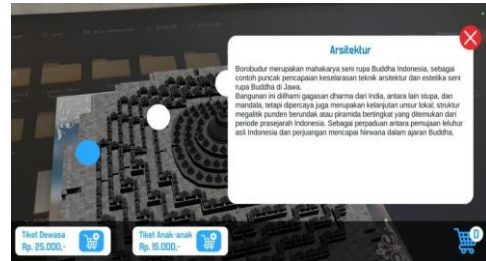 Arsitektur
Borobudur merupakan mahakarya seni rupa Buddha Indonesia, sebagai
contoh puncak pencapaian keselarasan teknik arsitektur dan estetika seni
rupa Buddha di Jawa.
Bangunan ini diilhami gagasan dharma dari India, antara lain stupa, dan
mandala, tetapi dipercaya juga merupakan kelanjutan unsur lokal; struktur
megalitik punden berundak atau piramida bertingkat yang ditemukan dari
periode prasejarah Indonesia. Sebagai perpaduan antara pemujaan leluhur
asli Indonesia dan perjuangan mencapai Nirwana dalam ajaran Buddha.
Tiket Dewasa
Rp. 25.000,-
Tiket Anak-anak
Rp. 15.000,-
0